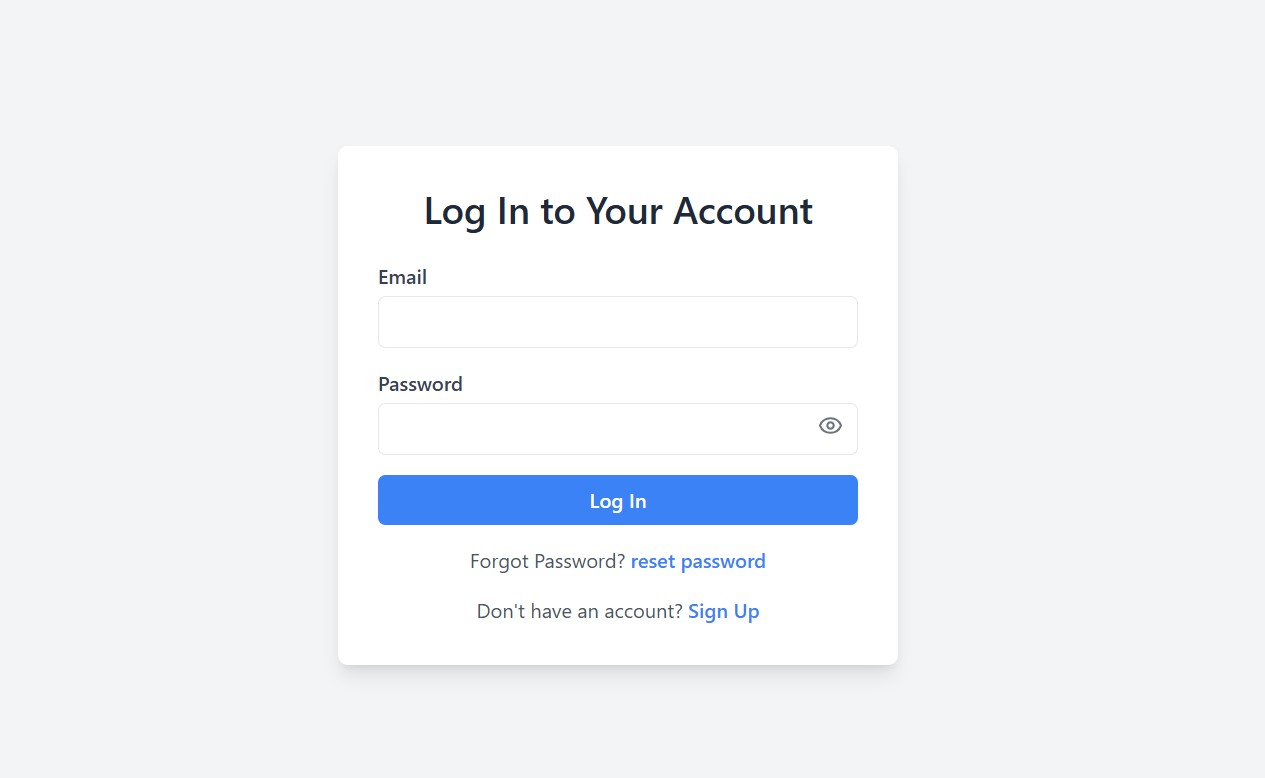 Log In to Your Account
Email
Password
Log In
Forgot Password? reset password
Don't have an account? Sign Up